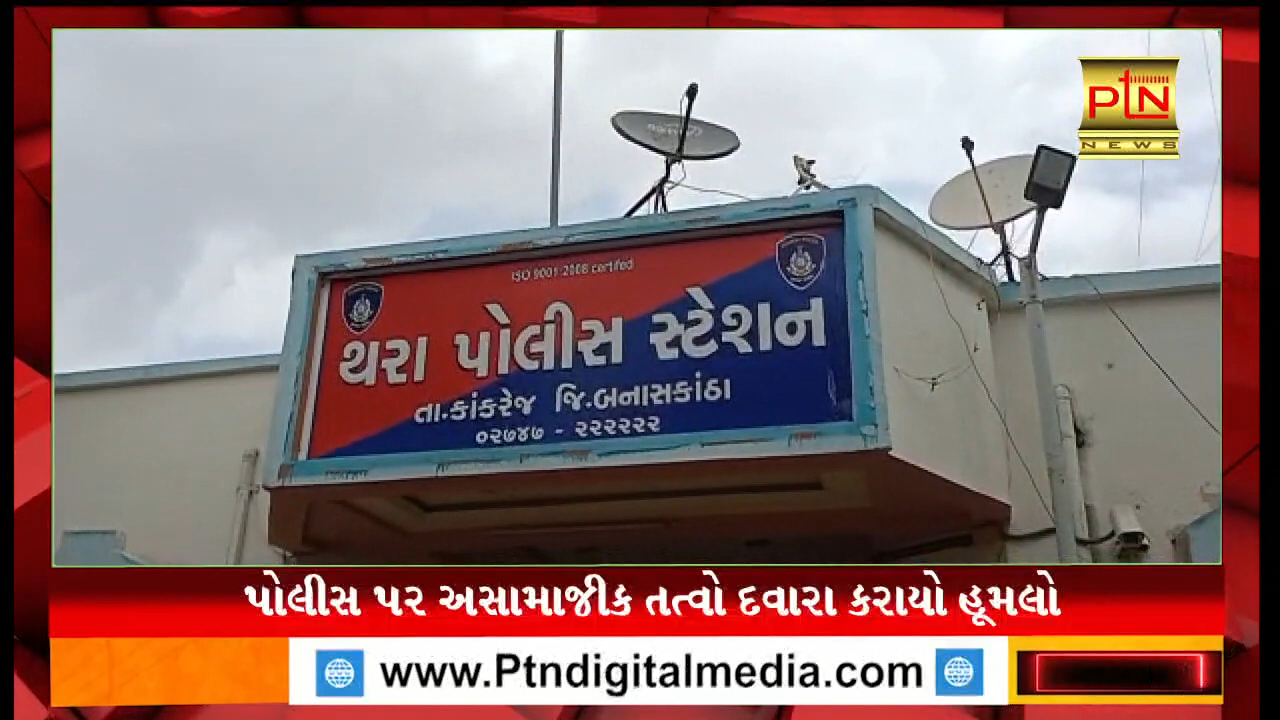 PTN
NEWS
ISO 9001:2008 certifed
થરા પોલીસ સ્ટેશન
તા.કાંકરેજ જિ.બનાસકાંઠા
૦૨૭૪૭ - ૨૨૨૨૨૨
પોલીસ પર અસામાજીક તત્વો દવારા કરાયો હૂમલો
www.Ptndigitalmedia.com